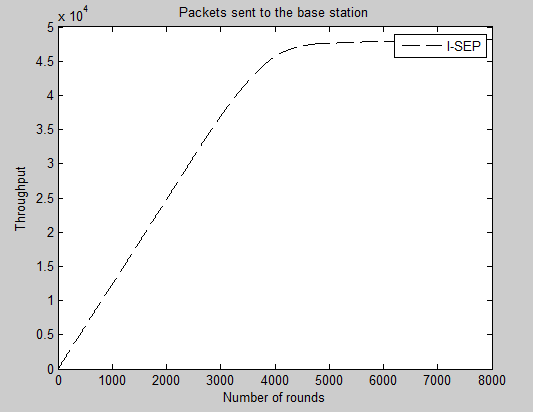 Packets sent to the base station
x 10^4
5
4.5
4
3.5
3
2.5
2
1.5
1
0.5
0
Throughput
I-SEP
0 1000 2000 3000 4000 5000 6000 7000 8000
Number of rounds